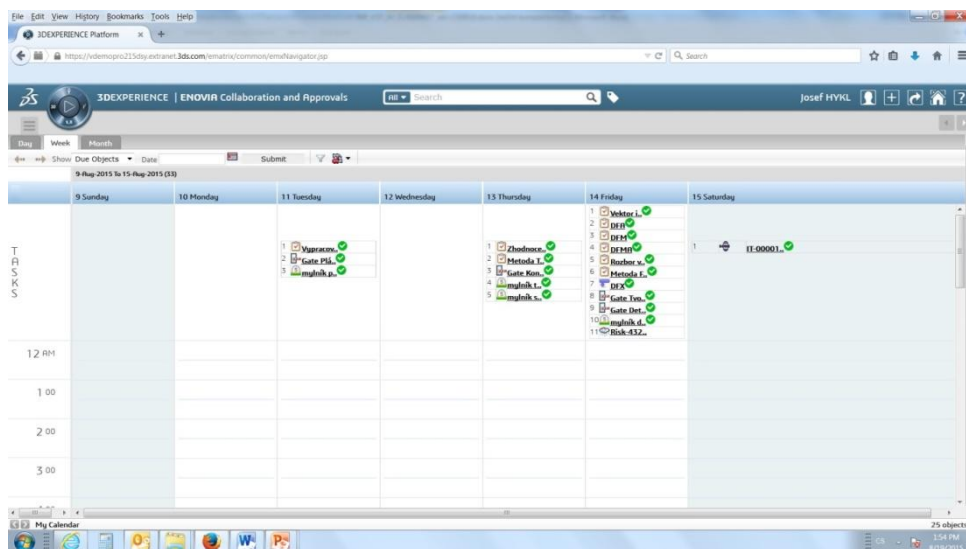 File Edit View History Bookmarks Tools Help
3DEXPERIENCE Platform
https://vdemopro215dsy.extranet.3ds.com/ematrix/common/emxNavigator.jsp
Search
3DEXPERIENCE | ENOVIA Collaboration and Approvals
All Search
Josef HYKL
Day Week Month
Show Due Objects Date Submit
9-Aug-2015 To 15-Aug-2015 (33)
9 Sunday 10 Monday 11 Tuesday 12 Wednesday 13 Thursday 14 Friday 15 Saturday
TASKS
1 Vypracov..
2 Gate Plá..
3 mylník p..
1 Zhodnoce..
2 Metoda T..
3 Gate Kon..
4 mylník t..
5 mylník s..
1 Vektor i..
2 DFA
3 DFM
4 DFMA
5 Rozbor v..
6 Metoda F..
7 DFX
8 Gate Tvo..
9 Gate Det..
10 mylník d..
11 Risk-432..
1 IT-00001..
12 AM
1 00
2 00
3 00
My Calendar
25 objects
CS
1:54 PM